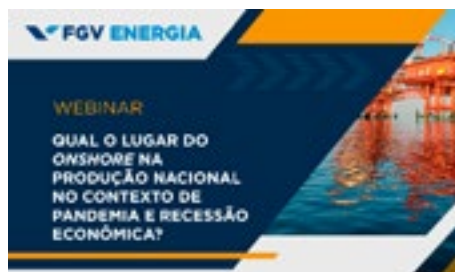 FGV ENERGIA
WEBINAR
QUAL O LUGAR DO
ONSHORE NA
PRODUÇÃO NACIONAL
NO CONTEXTO DE
PANDEMIA E RECESSÃO
ECONÔMICA?